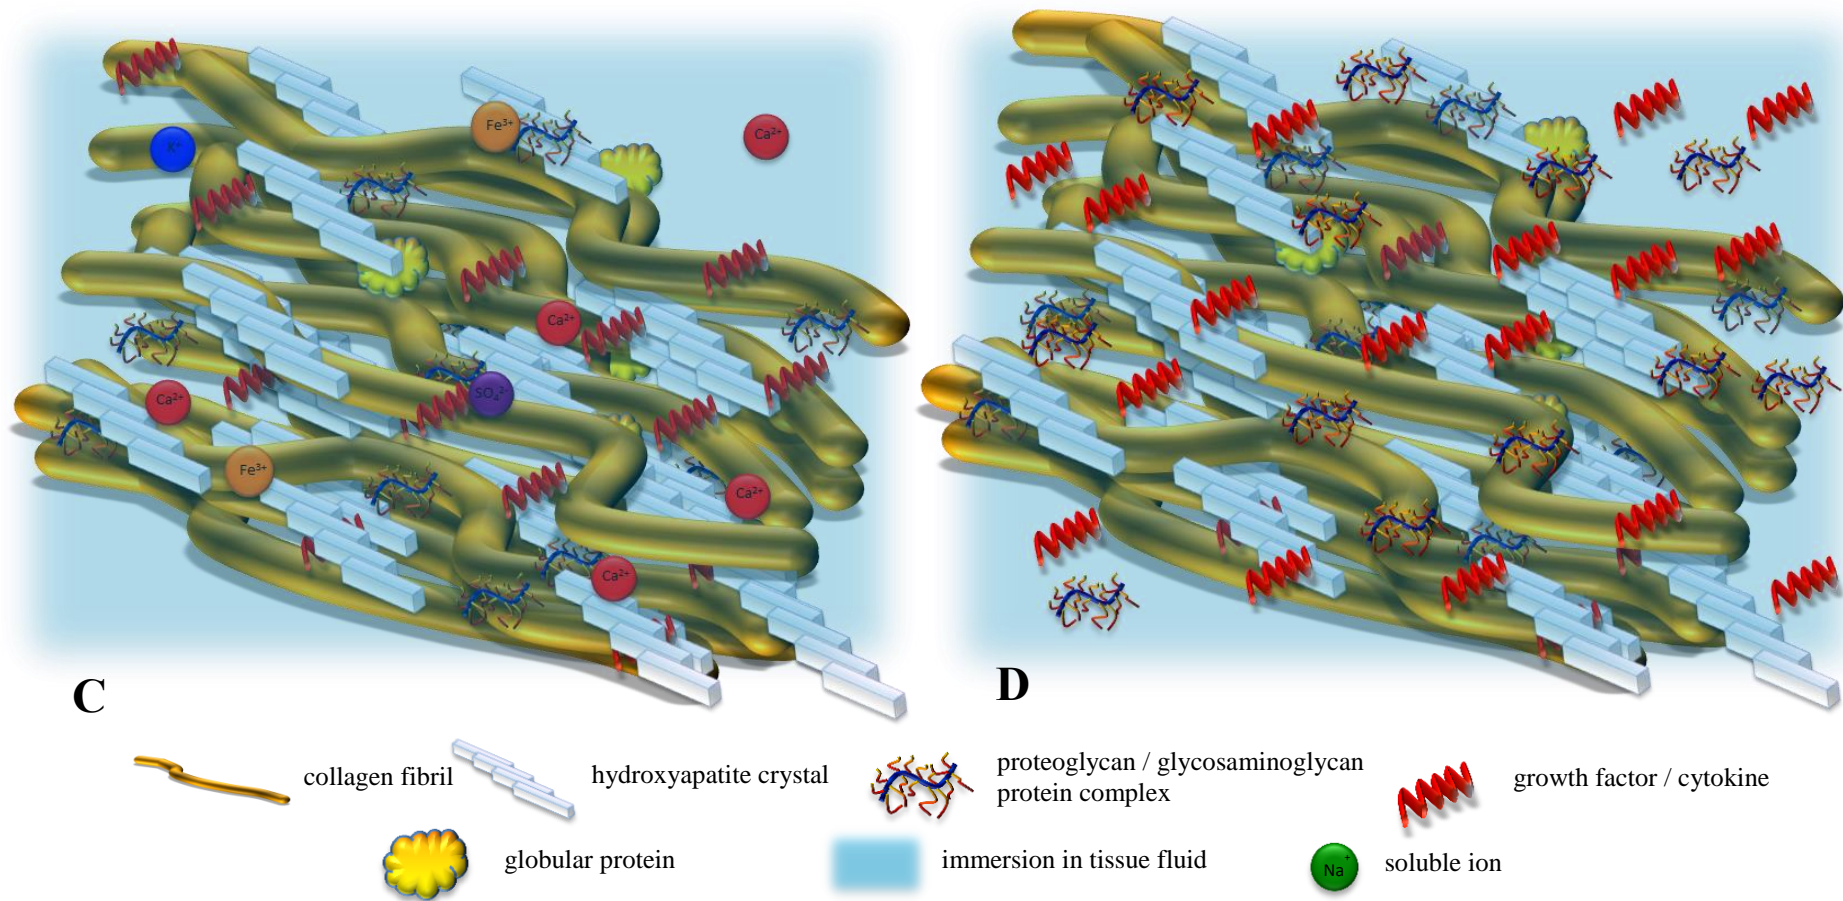 Fe³⁺
Ca²⁺
K⁺
Ca²⁺
Ca²⁺
SO₄²⁻
Fe³⁺
Ca²⁺
Ca²⁺
C
D
collagen fibril
hydroxyapatite crystal
proteoglycan / glycosaminoglycan
protein complex
growth factor / cytokine
globular protein
immersion in tissue fluid
Na⁺
soluble ion